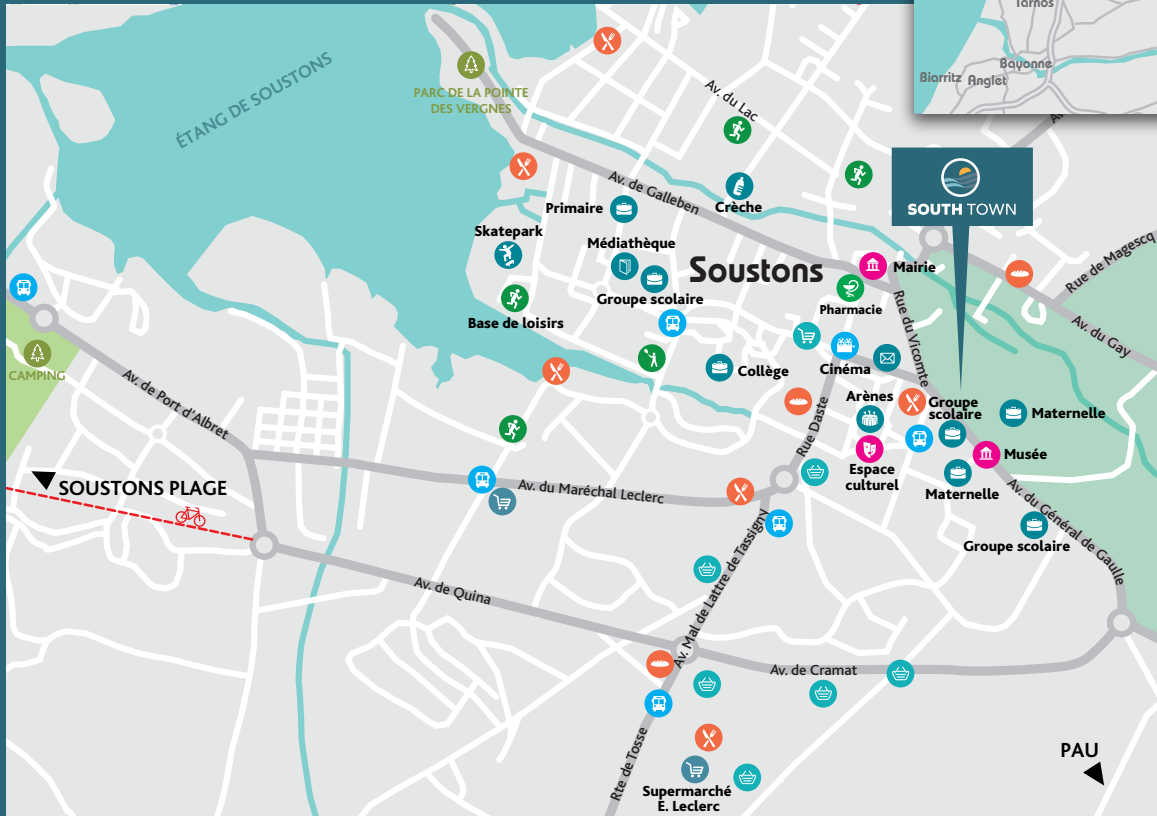 Tarnos
Bayonne
Biarritz
Anglet
ÉTANG DE SOUSTONS
PARC DE LA POINTE
DES VERGNES
Av. du Lac
Av. de Galleben
Crèche
Primaire
Skatepark
Médiathèque
Groupe scolaire
Base de loisirs
Soustons
Mairie
Pharmacie
SOUTH TOWN
Rue de Magescq
Av. du Gay
Rue du Vicomte
Cinéma
Collège
Arènes
Groupe
scolaire
Maternelle
Rue Daste
Espace
culturel
Musée
Maternelle
Groupe scolaire
Av. du Général de Gaulle
CAMPING
Av. de Port d'Albret
SOUSTONS PLAGE
Av. du Maréchal Leclerc
Av. de Quina
Av. Mal de Lattre de Tassigny
Av. de Cramat
Rte de Tosse
Supermarché
E. Leclerc
PAU